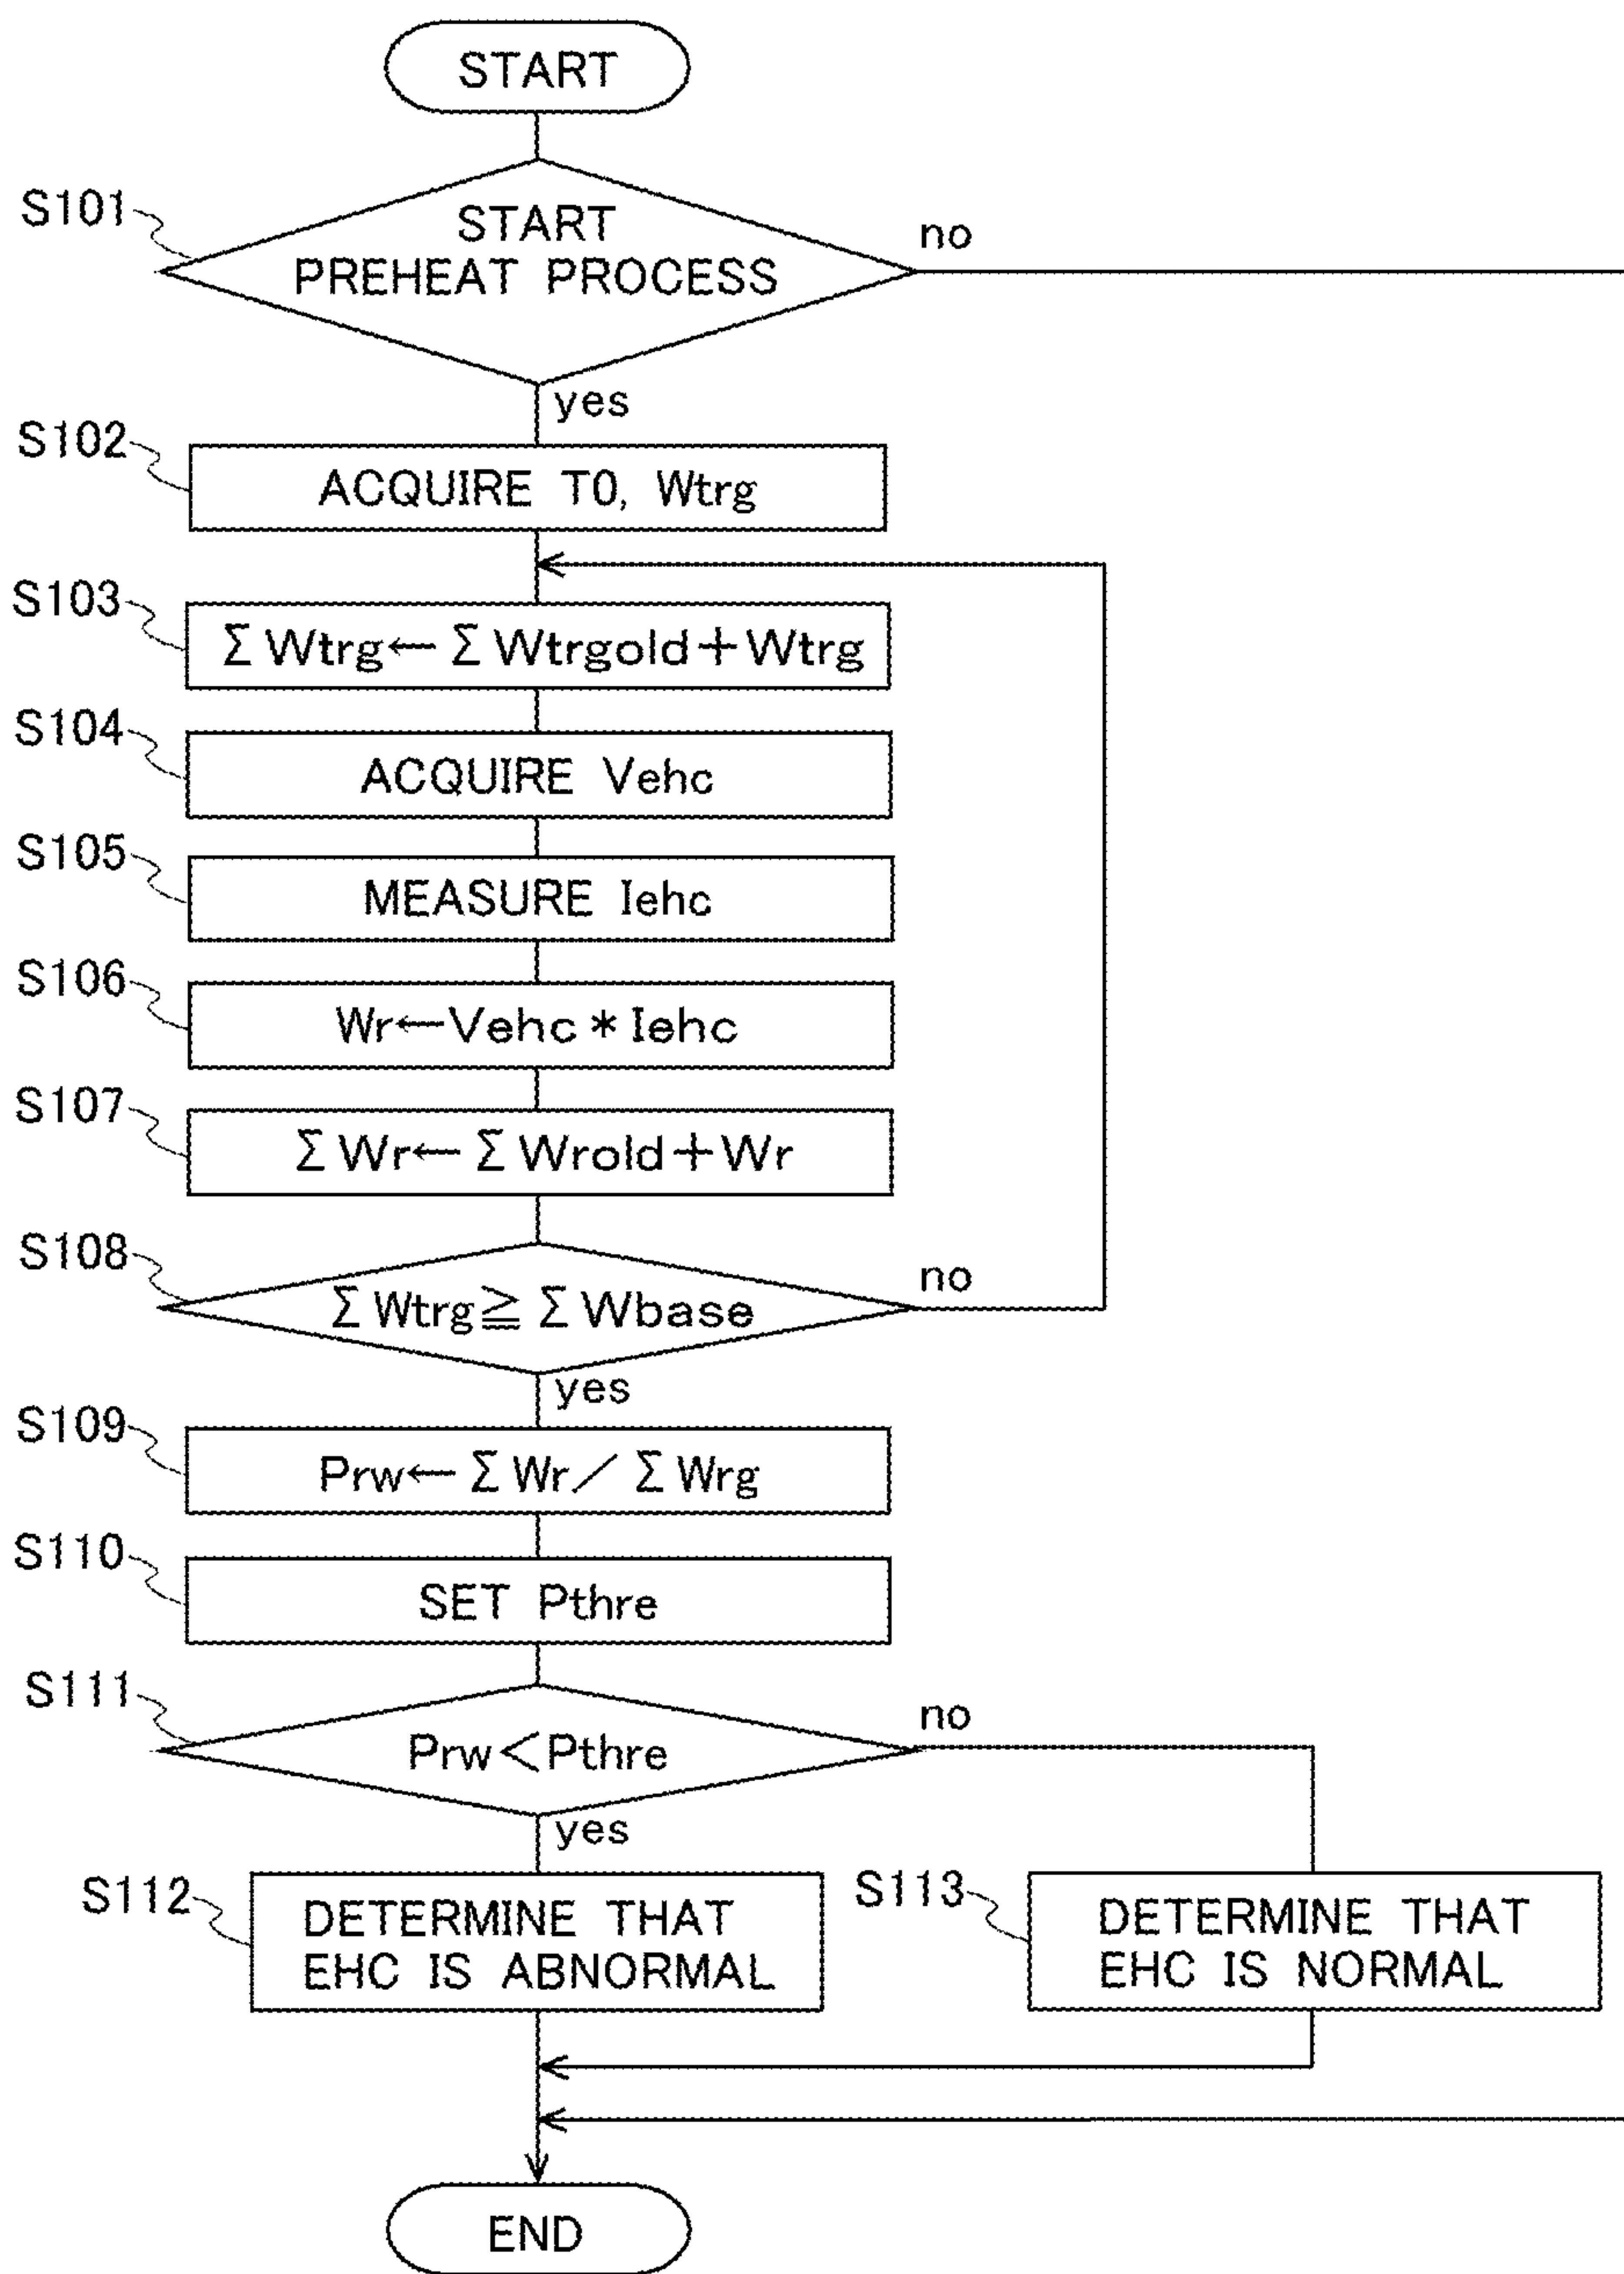 START
S101
START
PREHEAT PROCESS
no
yes
S102
ACQUIRE T0, Wtrg
S103
ΣWtrg←ΣWtrgold+Wtrg
S104
ACQUIRE Vehc
S105
MEASURE Iehc
S106
Wr←Vehc*Iehc
S107
ΣWr←ΣWrold+Wr
S108
ΣWtrg≧ΣWbase
no
yes
S109
Prw←ΣWr/ΣWrg
S110
SET Pthre
S111
Prw<Pthre
no
yes
S112
DETERMINE THAT
EHC IS ABNORMAL
S113
DETERMINE THAT
EHC IS NORMAL
END